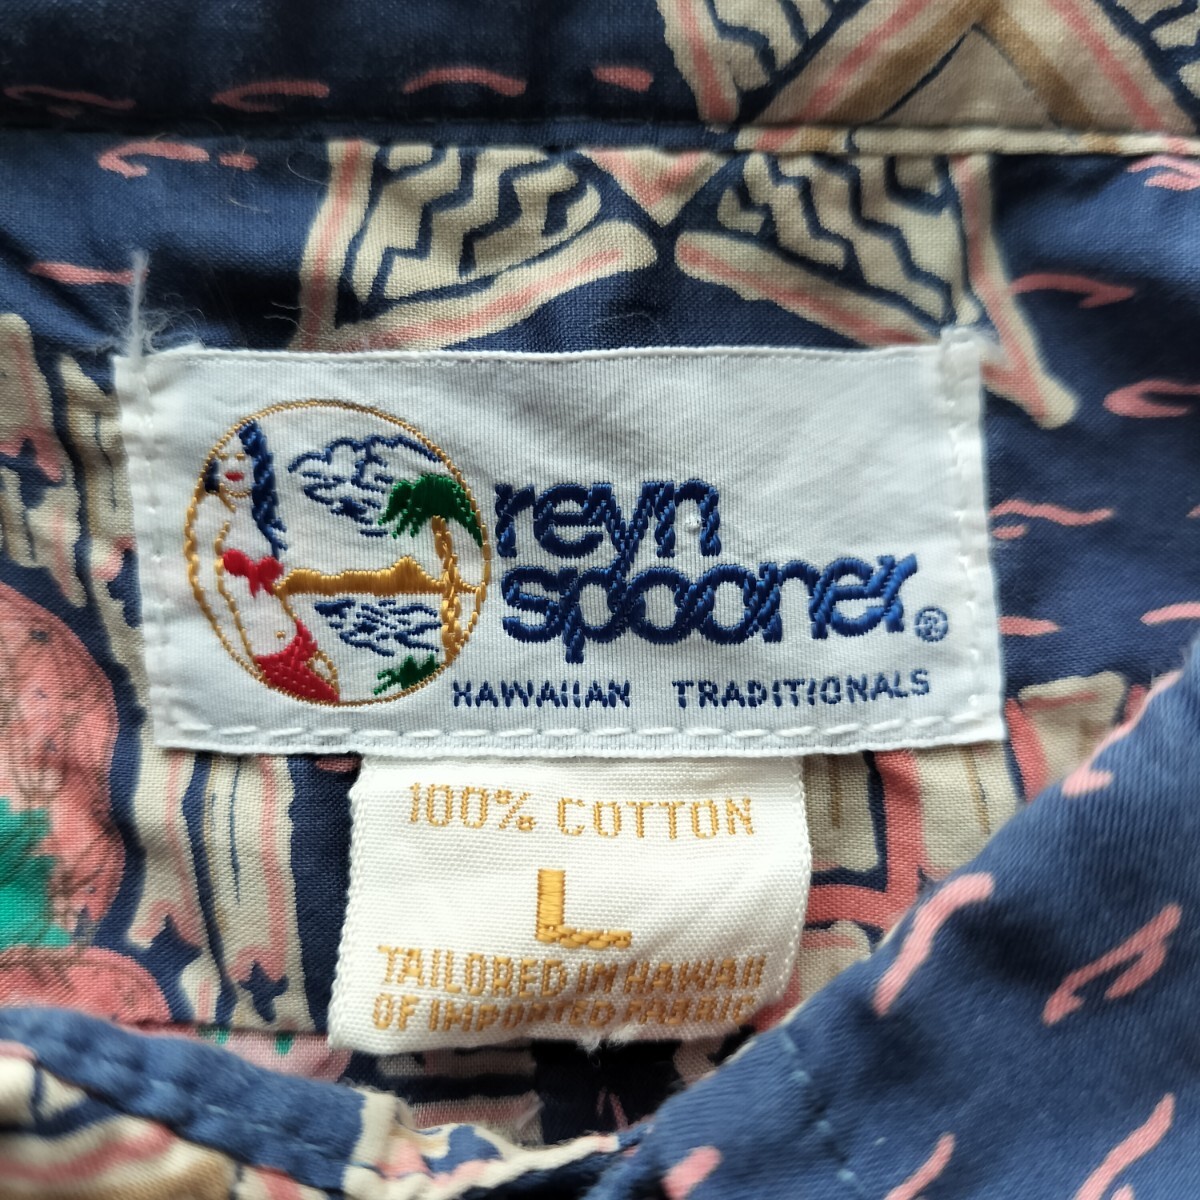 reyn
spooner®
HAWAIIAN TRADITIONALS
100% COTTON
L
TAILORED IN HAWAII
OF IMPORTED FABRIC